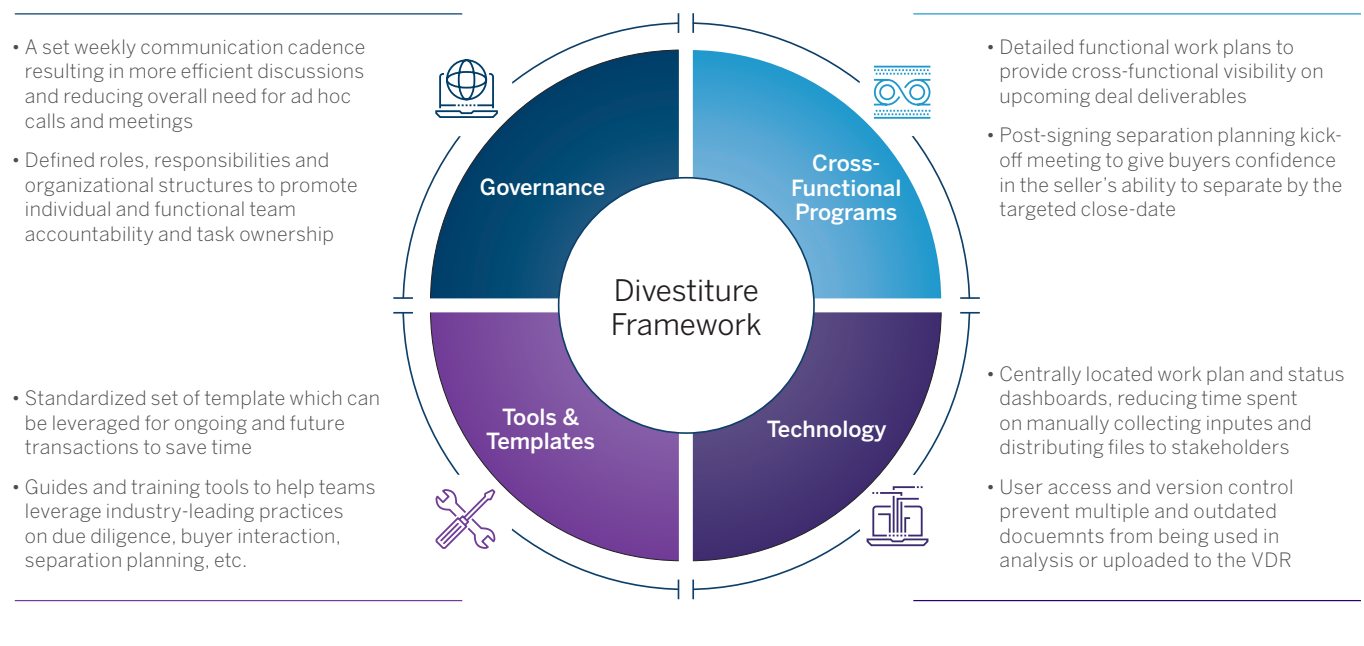 • A set weekly communication cadence
resulting in more efficient discussions
and reducing overall need for ad hoc
calls and meetings
• Defined roles, responsibilities and
organizational structures to promote
individual and functional team
accountability and task ownership
Governance
Cross-
Functional
Programs
• Detailed functional work plans to
provide cross-functional visibility on
upcoming deal deliverables
• Post-signing separation planning kick-
off meeting to give buyers confidence
in the seller’s ability to separate by the
targeted close-date
Divestiture
Framework
• Standardized set of template which can
be leveraged for ongoing and future
transactions to save time
• Guides and training tools to help teams
leverage industry-leading practices
on due diligence, buyer interaction,
separation planning, etc.
Tools &
Templates
Technology
• Centrally located work plan and status
dashboards, reducing time spent
on manually collecting inputs and
distributing files to stakeholders
• User access and version control
prevent multiple and outdated
docuemnts from being used in
analysis or uploaded to the VDR